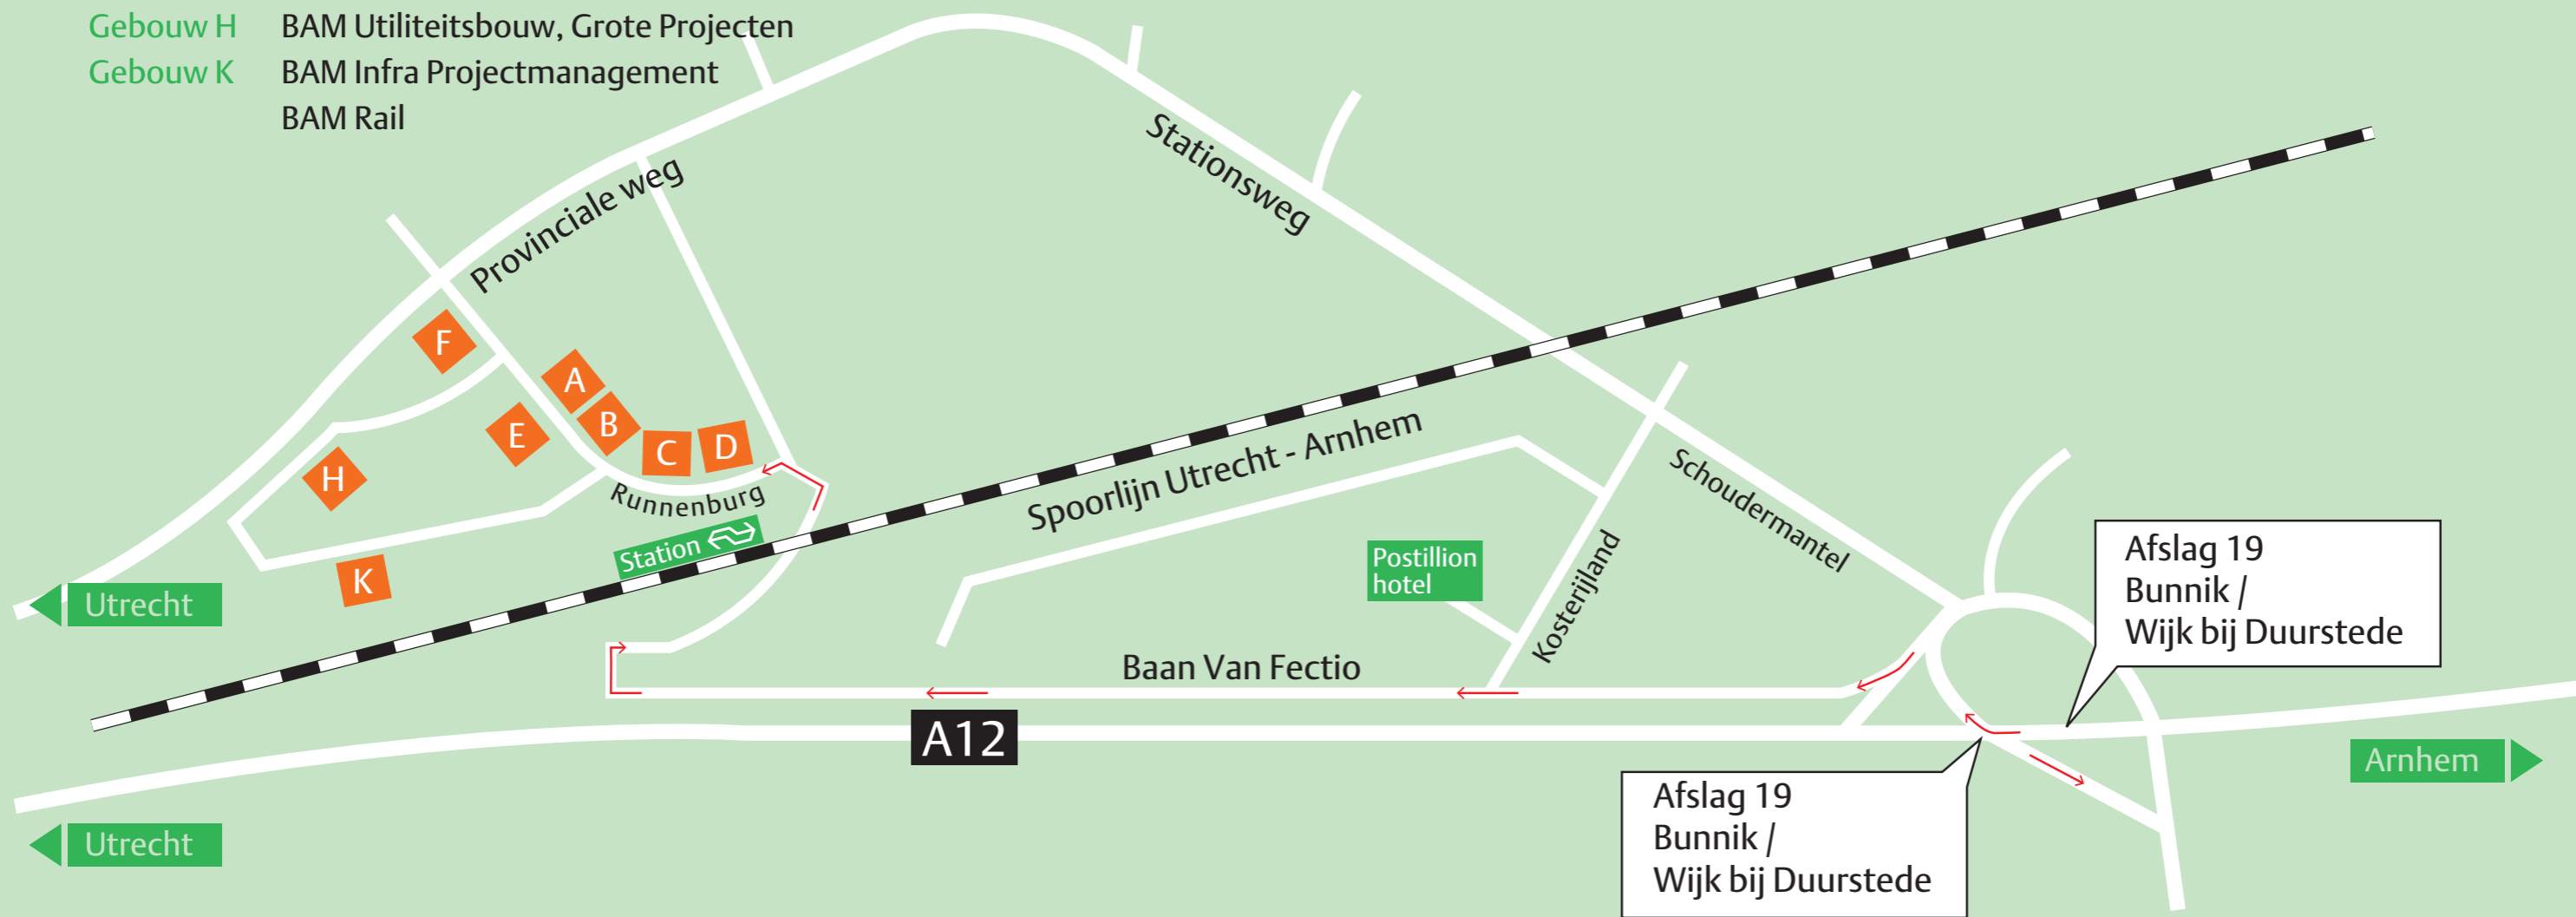 Gebouw H BAM Utiliteitsbouw, Grote Projecten
Gebouw K BAM Infra Projectmanagement
BAM Rail
Provinciale weg
Stationsweg
F
A
B
E
C
D
H
K
Runnenburg
Station
Spoorlijn Utrecht - Arnhem
Schoudermantel
Postillion
hotel
Kosterijland
Afslag 19
Bunnik /
Wijk bij Duurstede
Utrecht
Baan Van Fectio
A12
Arnhem
Afslag 19
Bunnik /
Wijk bij Duurstede
Utrecht